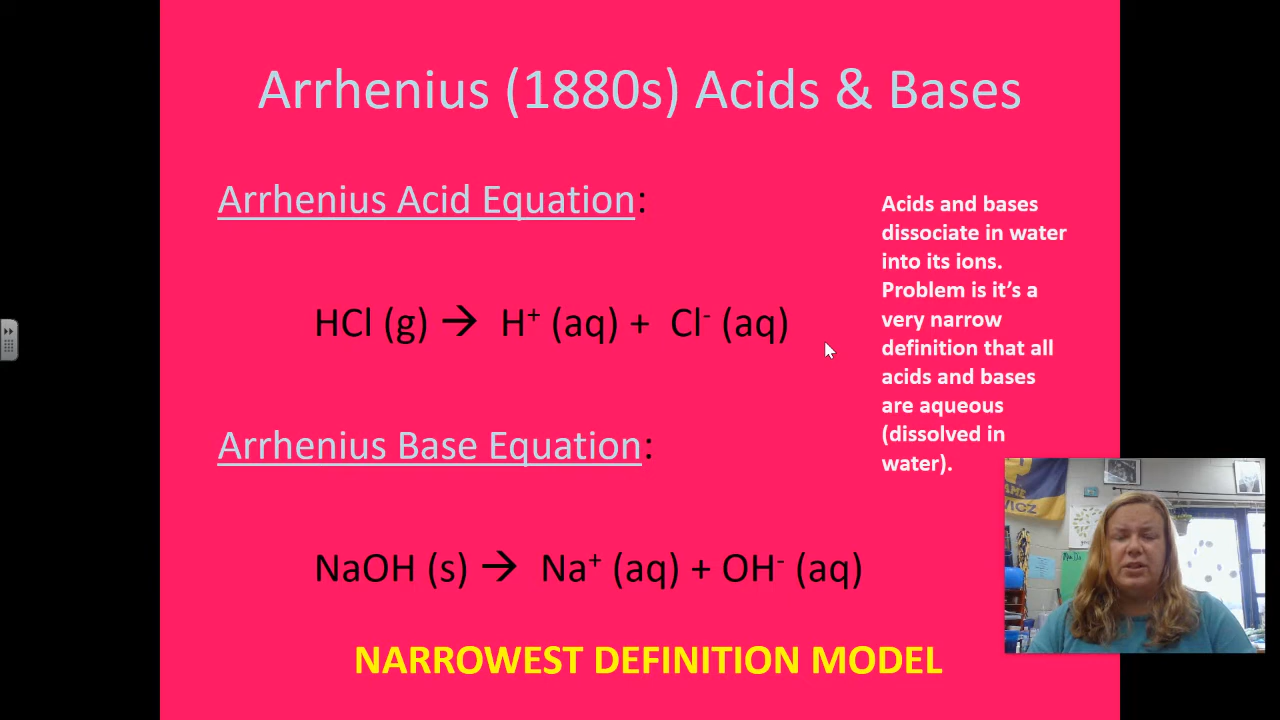 Arrhenius (1880s) Acids & Bases
Arrhenius Acid Equation:
HCl (g) → H⁺ (aq) + Cl⁻ (aq)
Arrhenius Base Equation:
NaOH (s) → Na⁺ (aq) + OH⁻ (aq)
NARROWEST DEFINITION MODEL
Acids and bases
dissociate in water
into its ions.
Problem is it’s a
very narrow
definition that all
acids and bases
are aqueous
(dissolved in
water).